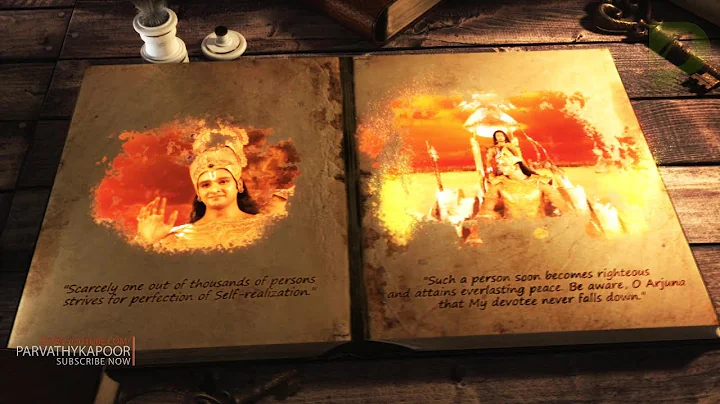 "Scarcely one out of thousands of persons
strives for perfection of Self-realization."
"Such a person soon becomes righteous
and attains everlasting peace. Be aware, O Arjuna
that My devotee never falls down."
PARVATHYKAPOOR
SUBSCRIBE NOW